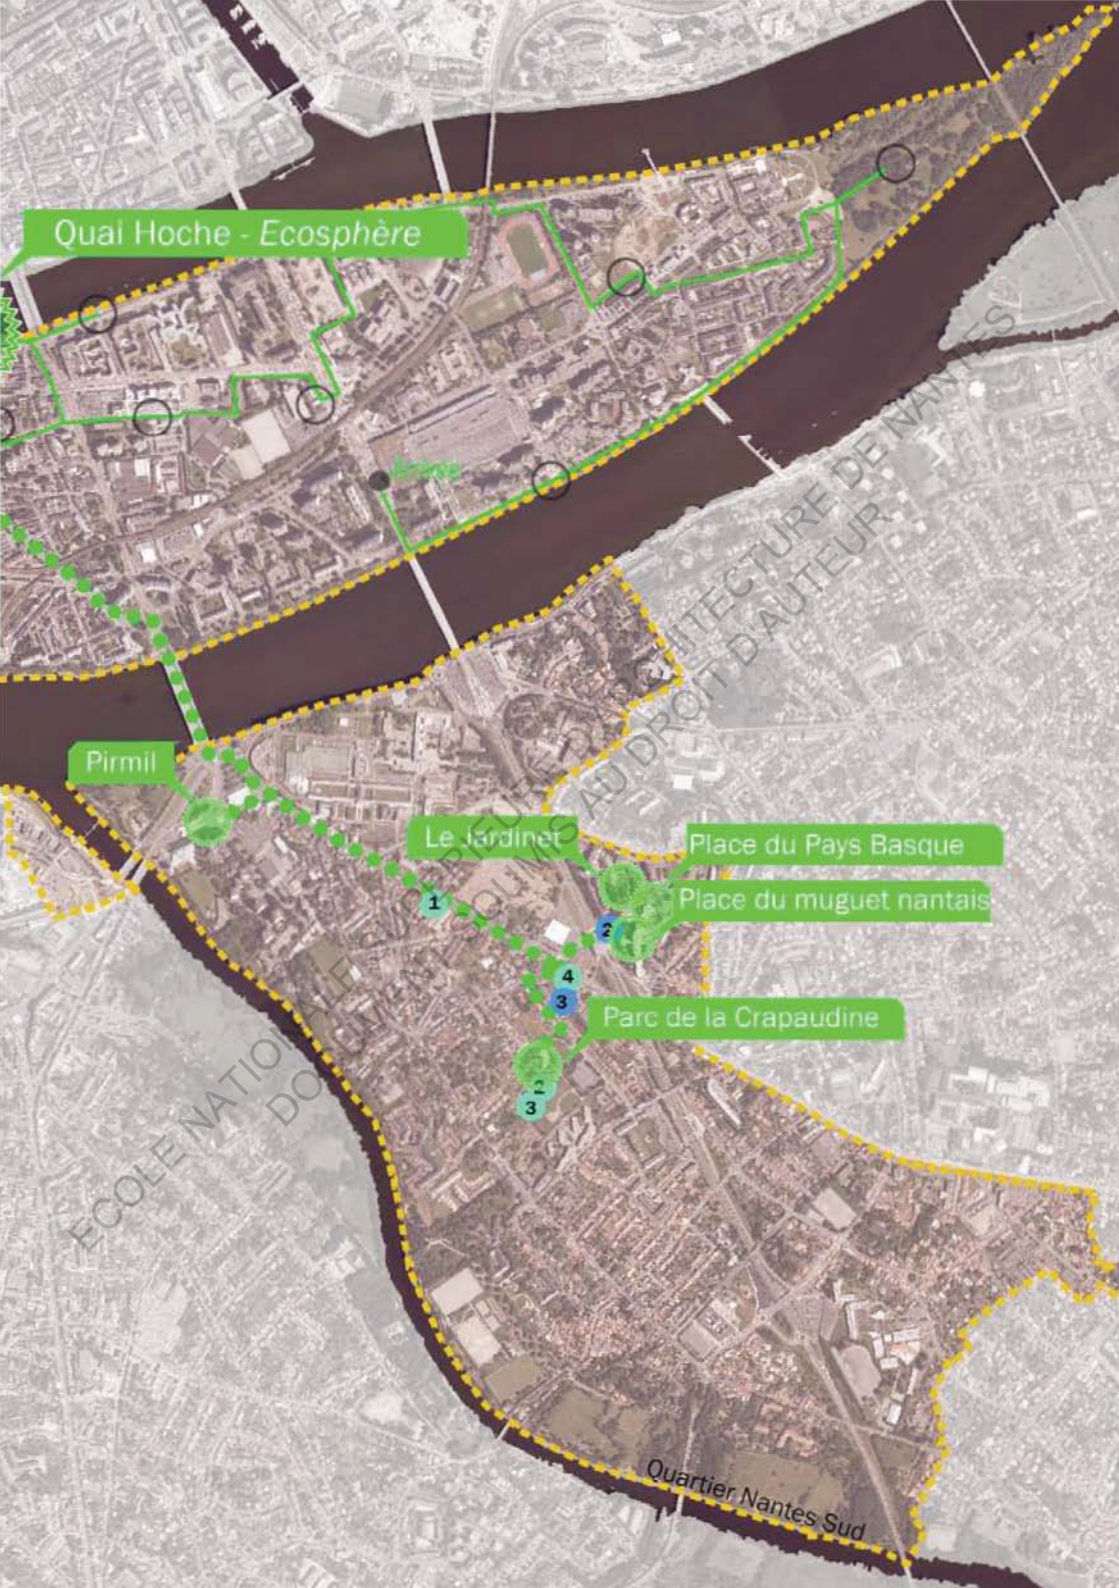 Quai Hoche - Ecosphère
Pirmil
Le Jardinet
Place du Pays Basque
Place du muguet nantais
1
2
4
3
Parc de la Crapaudine
2
3
Quartier Nantes Sud
ECOLE NATIONALE SUPERIEURE D'ARCHITECTURE DE NANTES
DOCUMENT SOUMIS AU DROIT D'AUTEUR